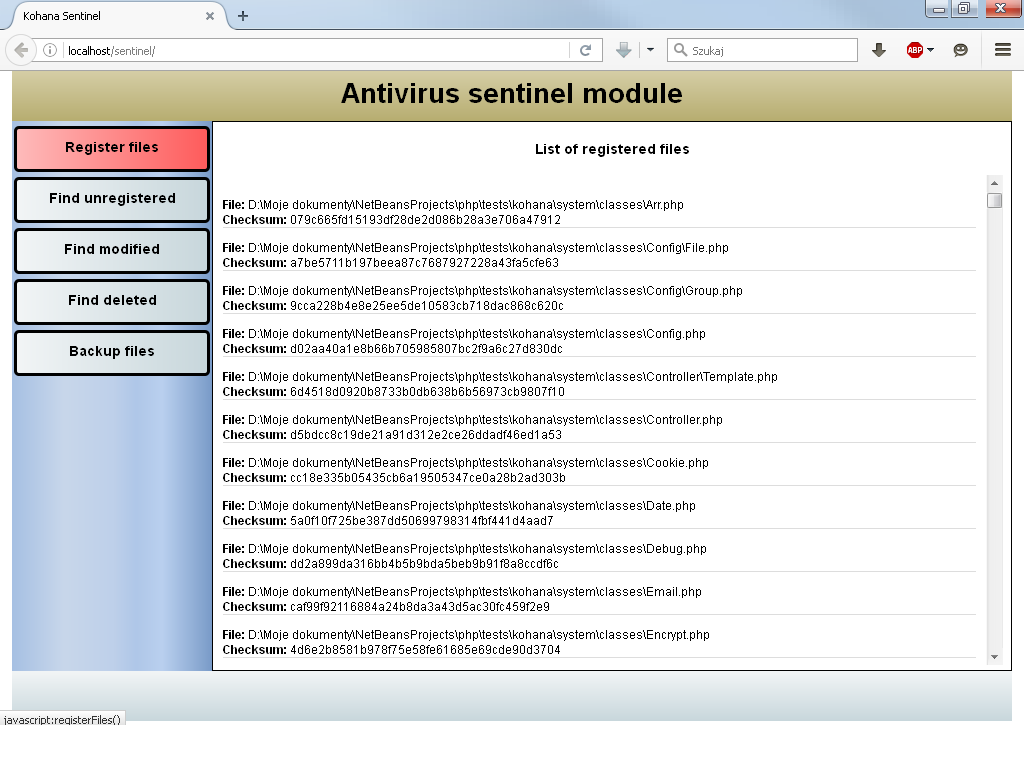 Kohana Sentinel
localhost/sentinel/
Szukaj
ABP
Antivirus sentinel module
Register files
Find unregistered
Find modified
Find deleted
Backup files
List of registered files
File: D:\Moje dokumenty\NetBeansProjects\php\tests\kohana\system\classes\Arr.php
Checksum: 079c665fd15193df28de2d086b28a3e706a47912
File: D:\Moje dokumenty\NetBeansProjects\php\tests\kohana\system\classes\Config\File.php
Checksum: a7be5711b197beea87c7687927228a43fa5cfe63
File: D:\Moje dokumenty\NetBeansProjects\php\tests\kohana\system\classes\Config\Group.php
Checksum: 9cca228b4e8e25ee5de10583cb718dac868c620c
File: D:\Moje dokumenty\NetBeansProjects\php\tests\kohana\system\classes\Config.php
Checksum: d02aa40a1e8b66b705985807bc2f9a6c27d830dc
File: D:\Moje dokumenty\NetBeansProjects\php\tests\kohana\system\classes\Controller\Template.php
Checksum: 6d4518d0920b8733b0db638b6b56973cb9807f10
File: D:\Moje dokumenty\NetBeansProjects\php\tests\kohana\system\classes\Controller.php
Checksum: d5bdcc8c19de21a91d312e2ce26ddadf46ed1a53
File: D:\Moje dokumenty\NetBeansProjects\php\tests\kohana\system\classes\Cookie.php
Checksum: cc18e335b05435cb6a19505347ce0a28b2ad303b
File: D:\Moje dokumenty\NetBeansProjects\php\tests\kohana\system\classes\Date.php
Checksum: 5a0f10f725be387dd50699798314fbf441d4aad7
File: D:\Moje dokumenty\NetBeansProjects\php\tests\kohana\system\classes\Debug.php
Checksum: dd2a899da316bb4b5b9bda5beb9b91f8a8ccdf6c
File: D:\Moje dokumenty\NetBeansProjects\php\tests\kohana\system\classes\Email.php
Checksum: caf99f92116884a24b8da3a43d5ac30fc459f2e9
File: D:\Moje dokumenty\NetBeansProjects\php\tests\kohana\system\classes\Encrypt.php
Checksum: 4d6e2b8581b978f75e58fe61685e69cde90d3704
javascript:registerFiles()